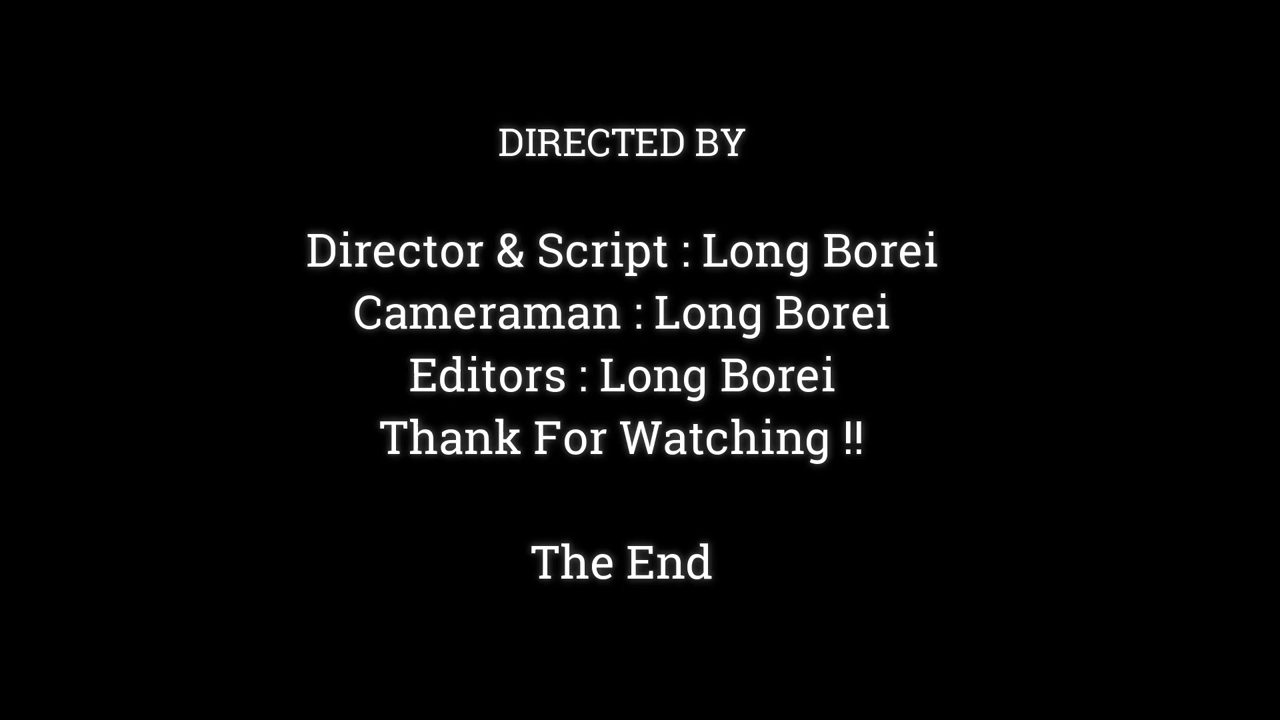 DIRECTED BY
Director & Script : Long Borei
Cameraman : Long Borei
Editors : Long Borei
Thank For Watching !!
The End